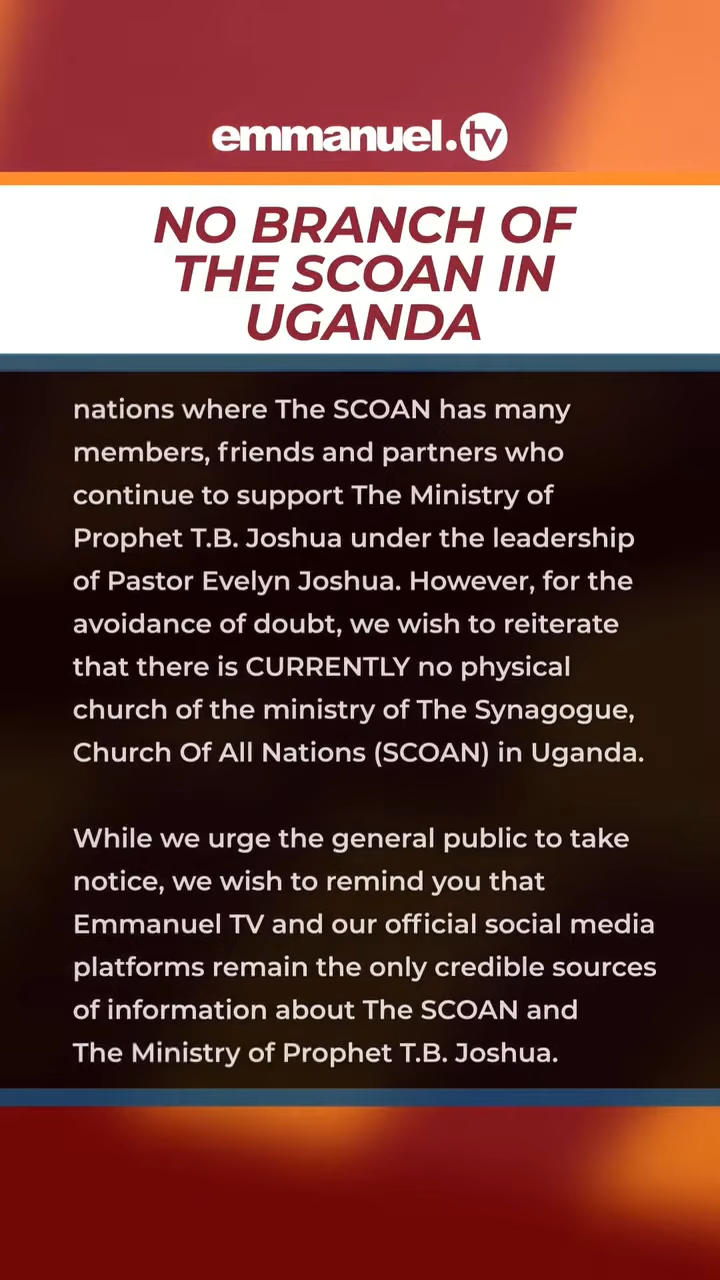 emmanuel.tv
NO BRANCH OF
THE SCOAN IN
UGANDA
nations where The SCOAN has many
members, friends and partners who
continue to support The Ministry of
Prophet T.B. Joshua under the leadership
of Pastor Evelyn Joshua. However, for the
avoidance of doubt, we wish to reiterate
that there is CURRENTLY no physical
church of the ministry of The Synagogue,
Church Of All Nations (SCOAN) in Uganda.
While we urge the general public to take
notice, we wish to remind you that
Emmanuel TV and our official social media
platforms remain the only credible sources
of information about The SCOAN and
The Ministry of Prophet T.B. Joshua.